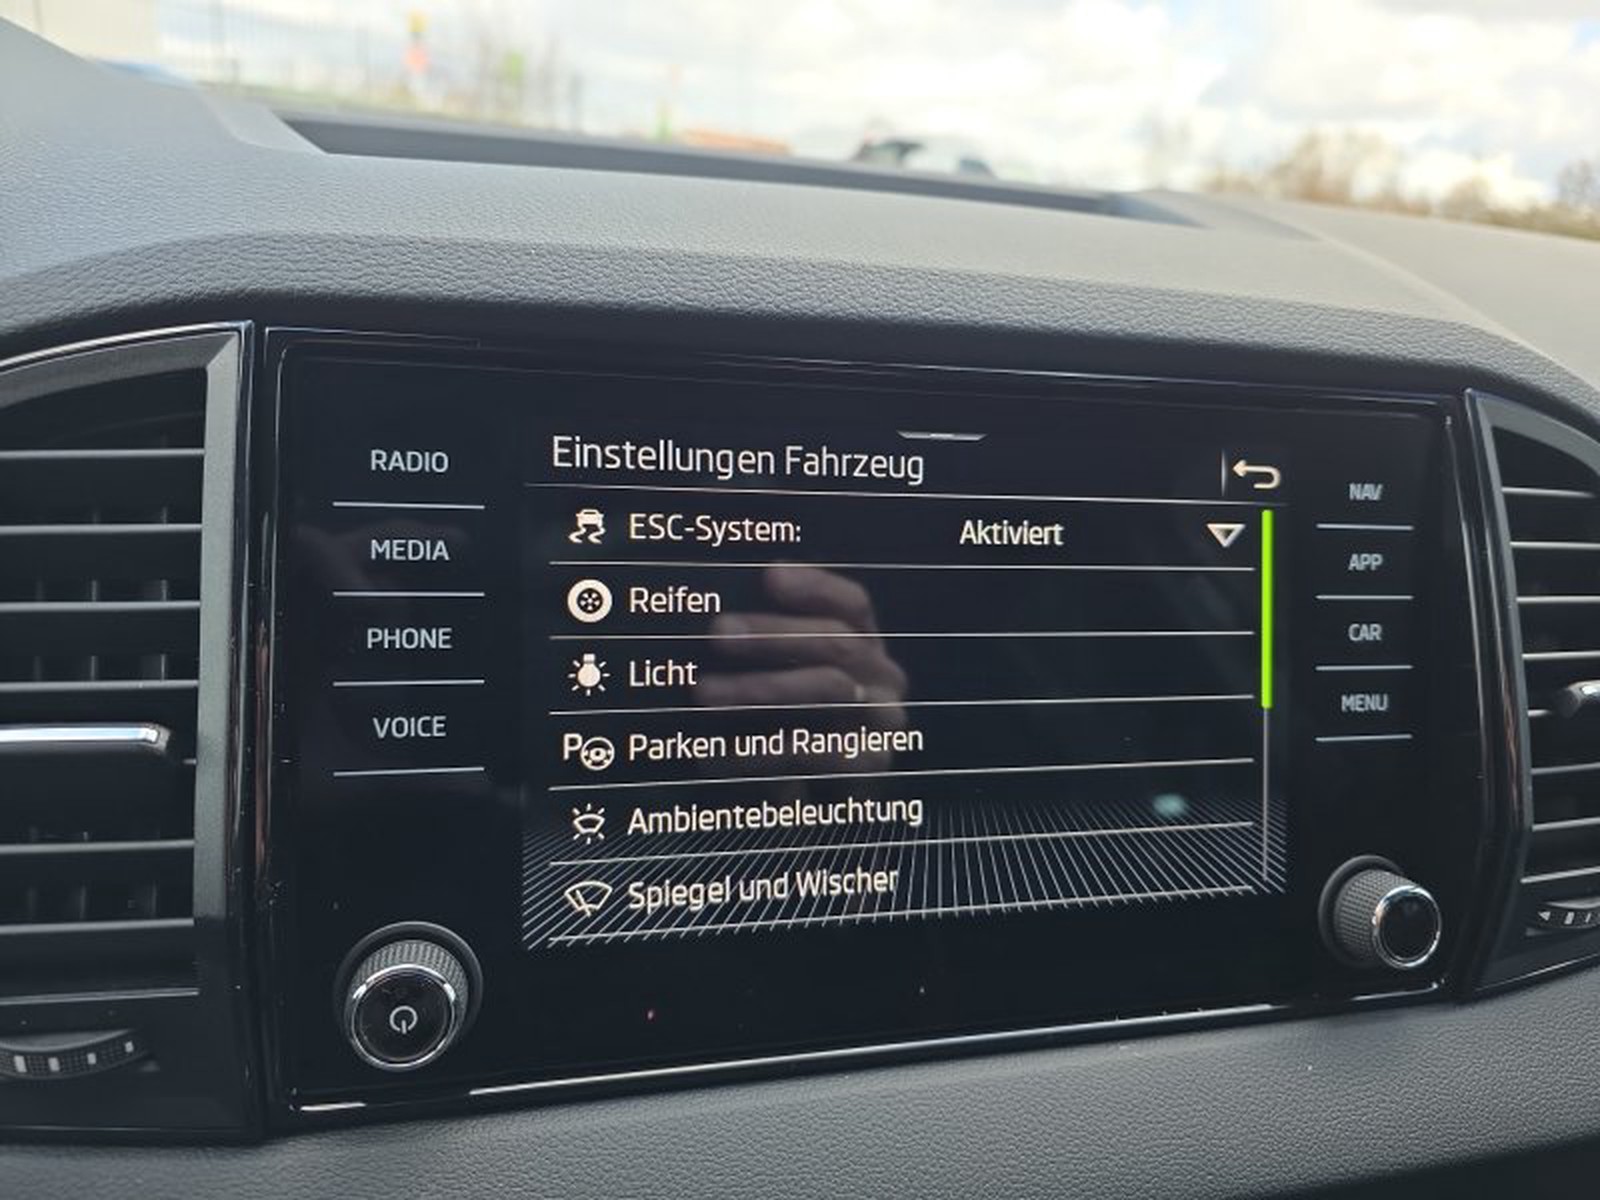 RADIO
MEDIA
PHONE
VOICE
Einstellungen Fahrzeug
ESC-System: Aktiviert
Reifen
Licht
P Parken und Rangieren
Ambientebeleuchtung
Spiegel und Wischer
NAV
APP
CAR
MENU